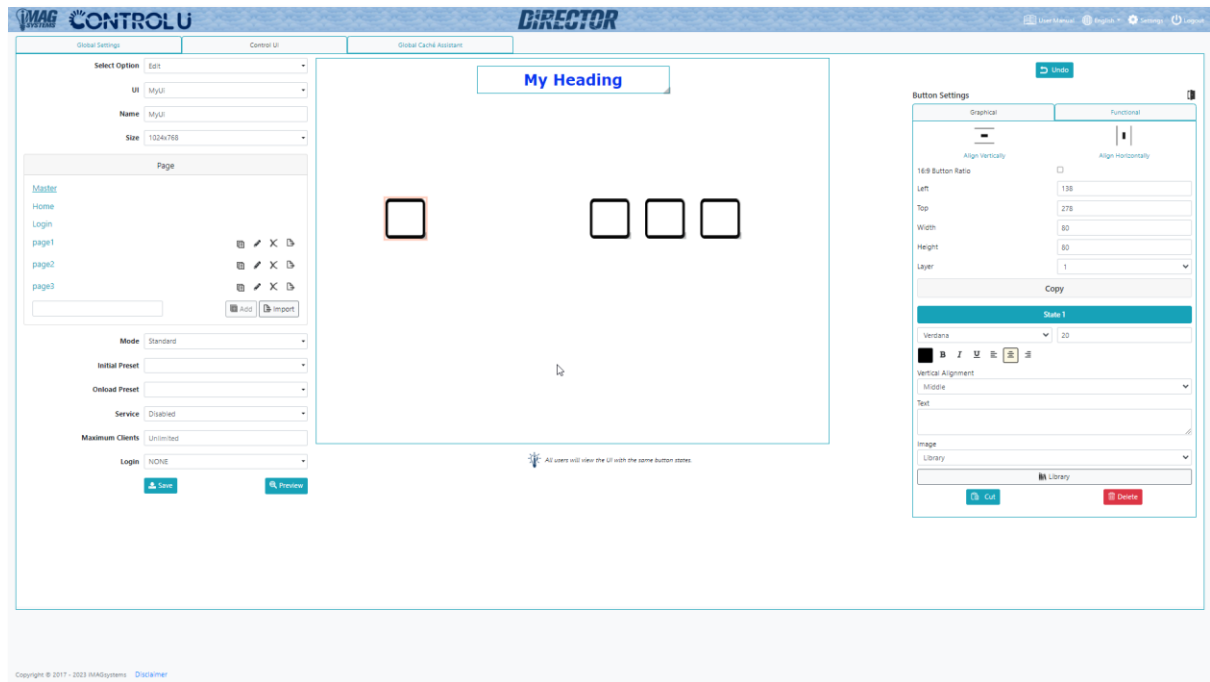 iMAG SYSTEMS CONTROL U
DiRECTOR
User Manual English Settings Logout
Global Settings
Control UI
Global Caché Assistant
Select Option Edit
UI MyUI
Name MyUI
Size 1024x768
Page
Master
Home
Login
page1
page2
page3
Add Import
Mode Standard
Initial Preset
Onload Preset
Service Disabled
Maximum Clients Unlimited
Login NONE
Save Preview
My Heading
All users will view the UI with the same button states.
Undo
Button Settings
Graphical Functional
Align Vertically Align Horizontally
16:9 Button Ratio
Left 138
Top 278
Width 80
Height 80
Layer 1
Copy
State 1
Verdana 20
B I U
Vertical Alignment
Middle
Text
Image
Library
Library
Cut Delete
Copyright © 2017 - 2023 IMAGsystems Disclaimer